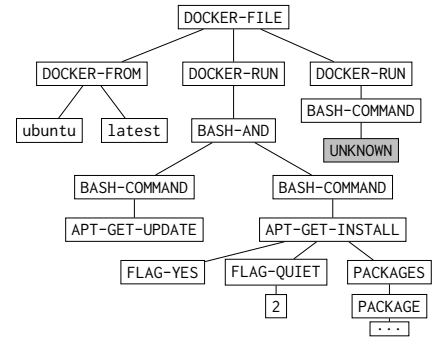 DOCKER-FILE
DOCKER-FROM DOCKER-RUN DOCKER-RUN
ubuntu latest BASH-AND BASH-COMMAND
UNKNOWN
BASH-COMMAND BASH-COMMAND
APT-GET-UPDATE APT-GET-INSTALL
FLAG-YES FLAG-QUIET PACKAGES
2 PACKAGE
...